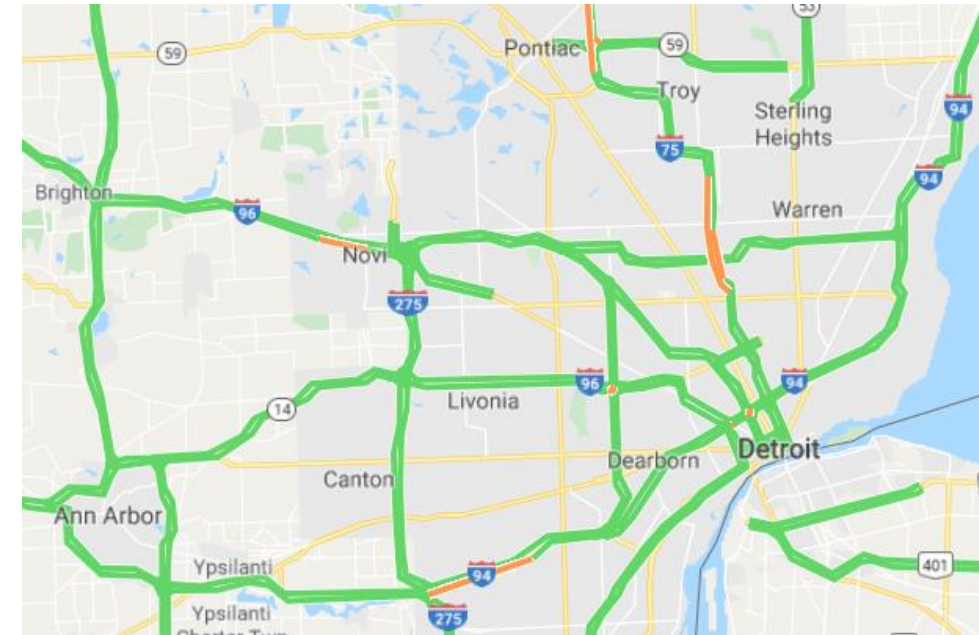 53
Pontiac
59
59
Troy
94
Sterling
Heights
75
94
Brighton
96
Warren
Novi
275
96
94
Livonia
14
Detroit
Dearborn
Canton
Ann Arbor
401
Ypsilanti
94
Ypsilanti
275